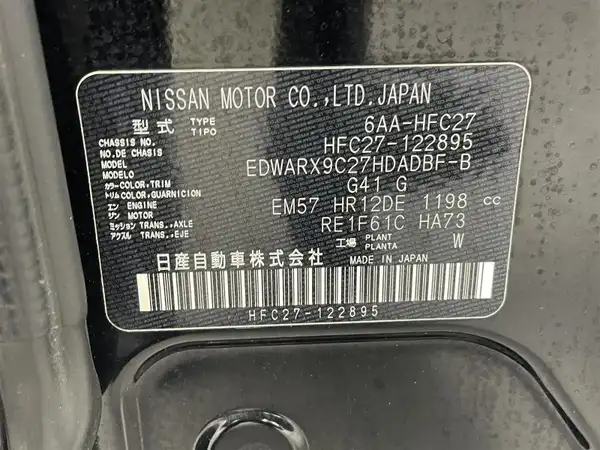 NISSAN MOTOR CO.,LTD.JAPAN
型式 TYPE TIPO 6AA-HFC27
CHASSIS NO. NO.DE CHASIS HFC27-122895
MODEL MODELO EDWARX9C27HDADBF-B
カラー COLOR,TRIM トリム COLOR,GUARNICION G41 G
エン ENGINE ジン MOTOR EM57 HR12DE 1198 cc
ミッション TRANS.,AXLE アクスル TRANS.,EJE RE1F61C HA73
工場 PLANT PLANTA W
日産自動車株式会社 MADE IN JAPAN
HFC27-122895